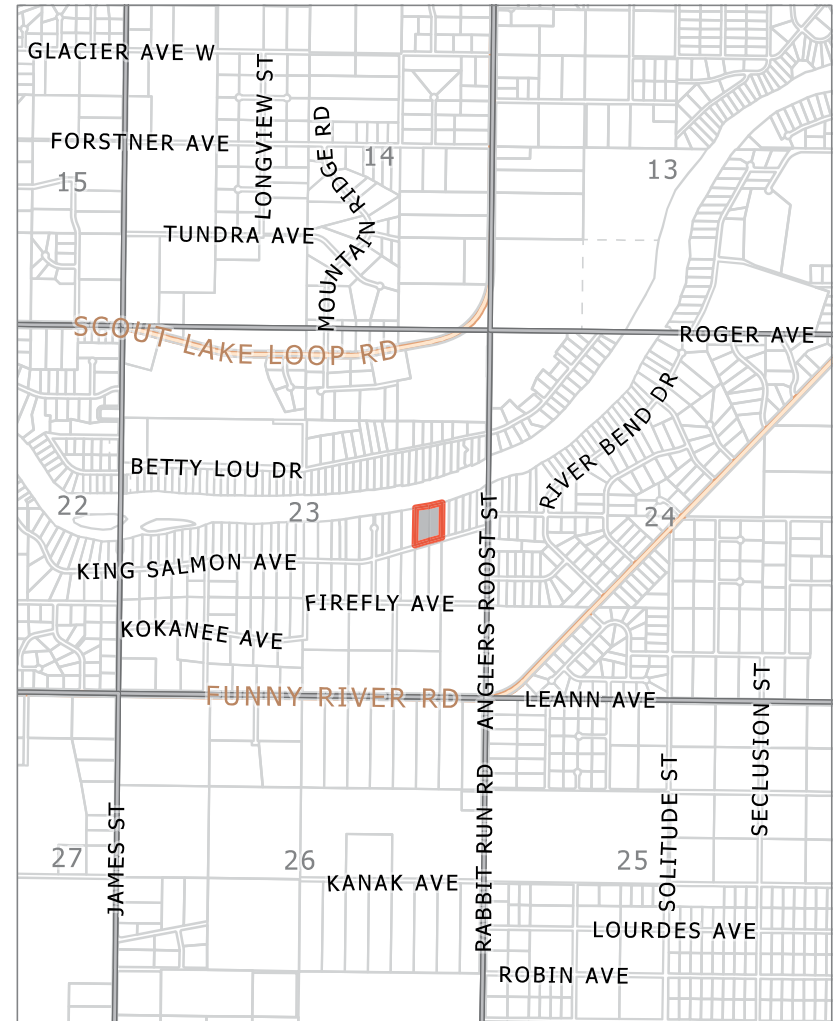 GLACIER AVE W
LONGVIEW ST
FORSTNER AVE
MOUNTAIN RIDGE RD
14
13
15
TUNDRA AVE
SCOUT LAKE LOOP RD
ROGER AVE
RIVER BEND DR
BETTY LOU DR
22
23
24
ANGLERS ROOST ST
KING SALMON AVE
FIREFLY AVE
KOKANEE AVE
FUNNY RIVER RD
LEANN AVE
SECLUSION ST
SOLITUDE ST
RABBIT RUN RD
JAMES ST
27
26
25
KANAK AVE
LOURDES AVE
ROBIN AVE